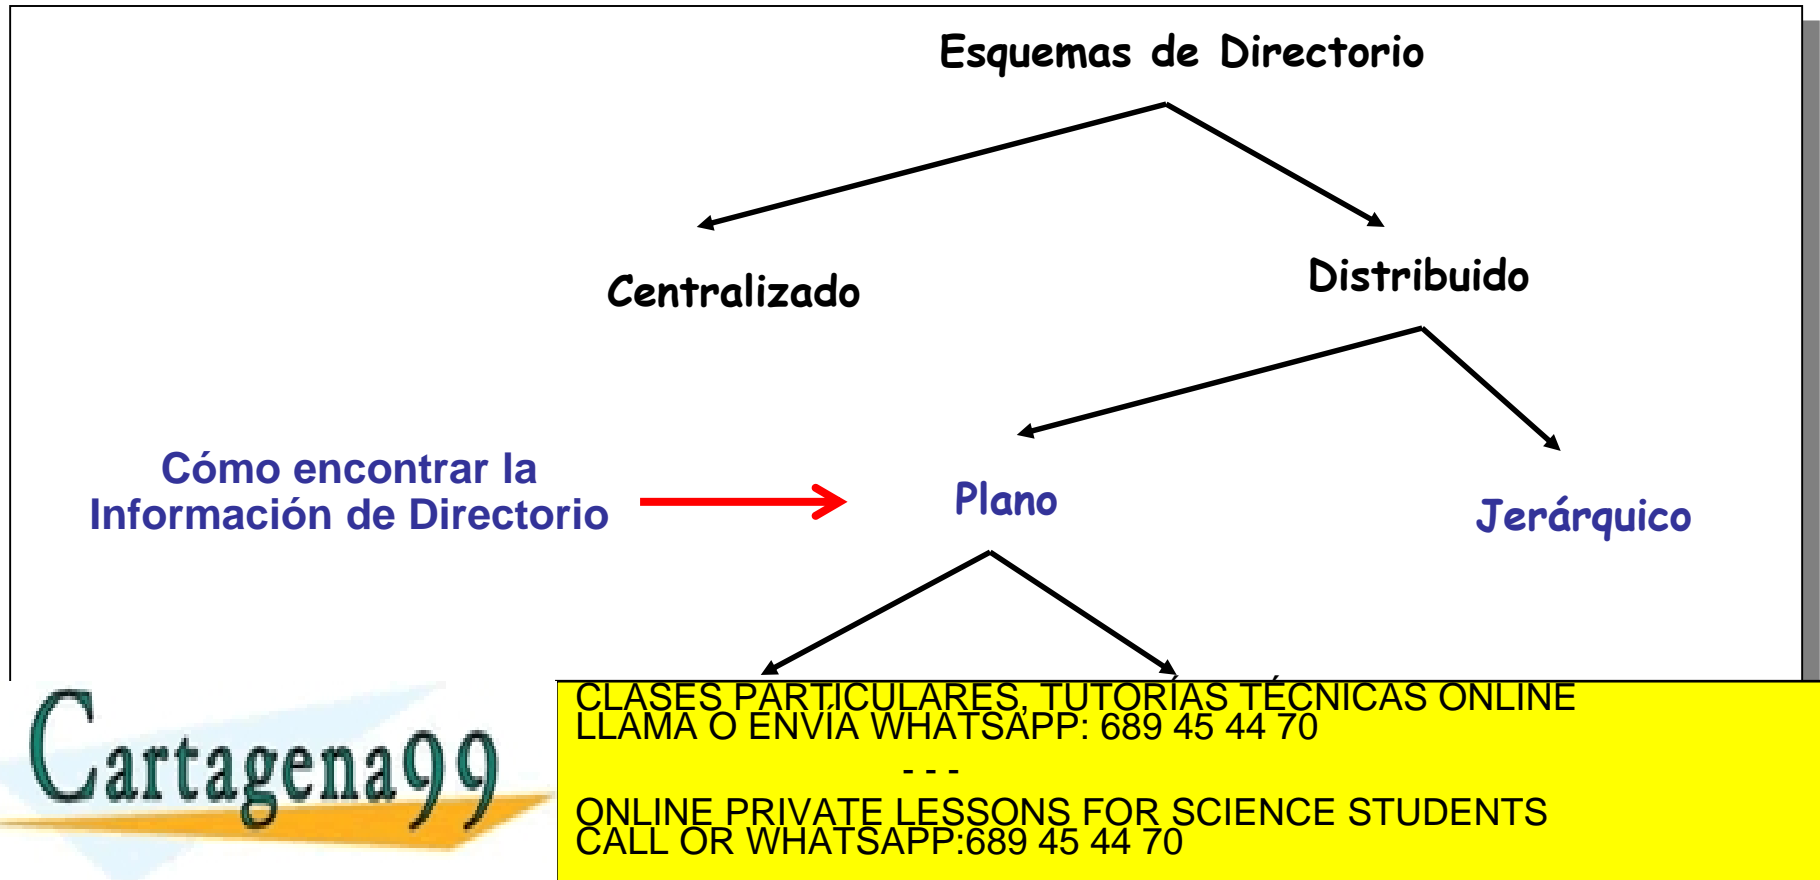 Esquemas de Directorio
Centralizado
Distribuido
Cómo encontrar la
Información de Directorio
Plano
Jerárquico
Cartagena99
CLASES PARTICULARES, TUTORÍAS TÉCNICAS ONLINE
LLAMA O ENVÍA WHATSAPP: 689 45 44 70
- - -
ONLINE PRIVATE LESSONS FOR SCIENCE STUDENTS
CALL OR WHATSAPP:689 45 44 70